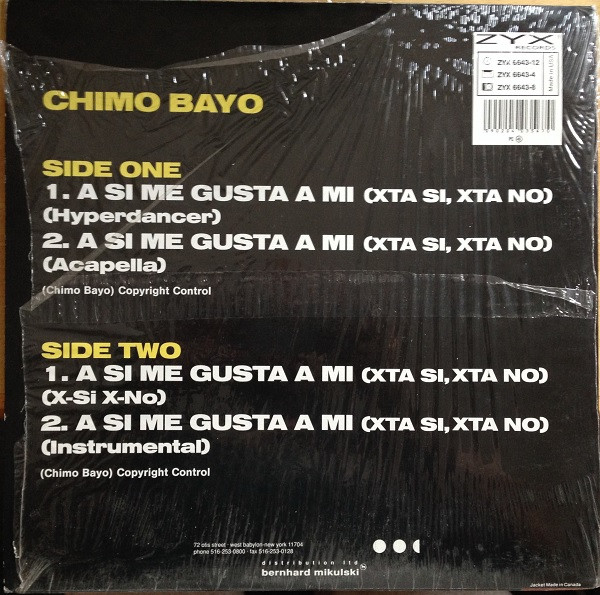 ZYX
RECORDS
ZYX 6643-12
ZYX 6643-4
ZYX 6643-8
Made in USA
CHIMO BAYO
SIDE ONE
1. A SI ME GUSTA A MI (XTA SI, XTA NO)
(Hyperdancer)
2. A SI ME GUSTA A MI (XTA SI, XTA NO)
(Acapella)
(Chimo Bayo) Copyright Control
SIDE TWO
1. A SI ME GUSTA A MI (XTA SI, XTA NO)
(X-Si X-No)
2. A SI ME GUSTA A MI (XTA SI, XTA NO)
(Instrumental)
(Chimo Bayo) Copyright Control
72 otis street · west babylon-new york 11704
phone 516-253-0800 · fax 516-253-0128
distribution ltd
bernhard mikulski
Jacket Made in Canada